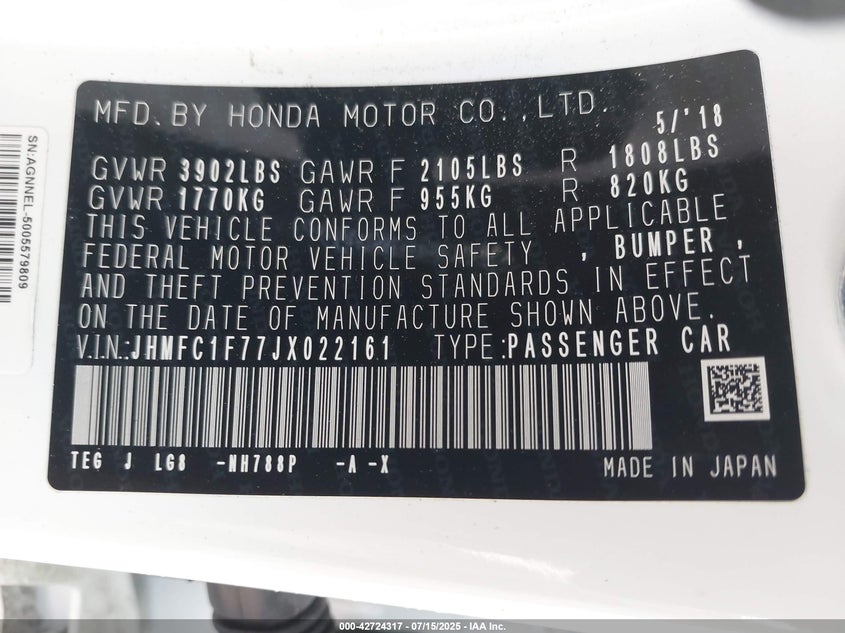 MFD.BY HONDA MOTOR CO.,LTD. 5/'18
GVWR 3902LBS GAWR F 2105LBS R 1808LBS
GVWR 1770KG GAWR F 955KG R 820KG
THIS VEHICLE CONFORMS TO ALL APPLICABLE
FEDERAL MOTOR VEHICLE SAFETY , BUMPER ,
AND THEFT PREVENTION STANDARDS IN EFFECT
ON THE DATE OF MANUFACTURE SHOWN ABOVE.
V.I.N.:JHMFC1F77JX022161 TYPE:PASSENGER CAR
TEG J LG8 -NH788P -A -X MADE IN JAPAN
SN:AGNNEL-5005579809
000-42724317 - 07/15/2025 - IAA Inc.